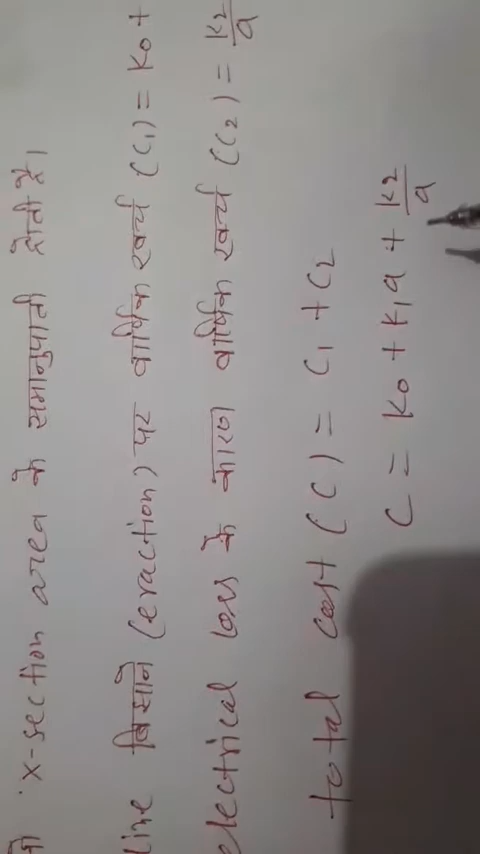 x-section area के समानुपाती होती है।
Line बिछाने (eraction) पर वार्षिक खर्च (C₁) = K₀ +
electrical loss के कारण वार्षिक खर्च (C₂) = K₂/a
total cost (C) = C₁ + C₂
C = K₀ + K₁a + K₂/a